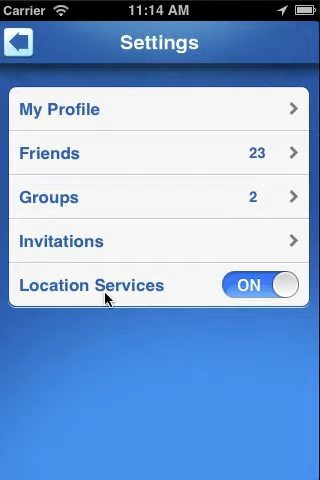 Carrier 11:14 AM
Settings
My Profile
Friends 23
Groups 2
Invitations
Location Services ON